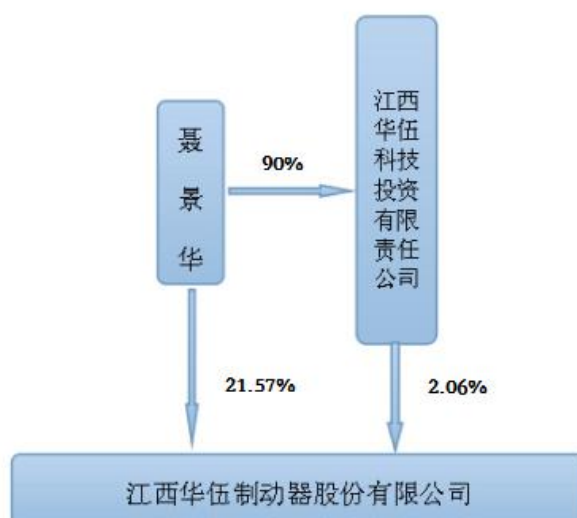 聂
景
华
90%
江西
华伍
科技
投资
有限
责任
公司
21.57%
2.06%
江西华伍制动器股份有限公司